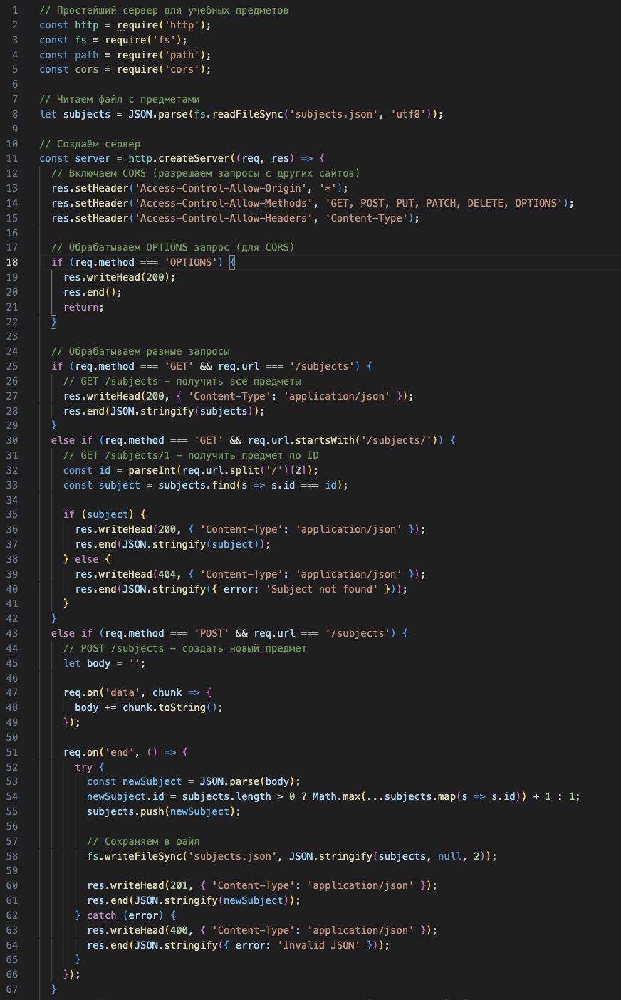 1 // Простейший сервер для учебных предметов
2 const http = require('http');
3 const fs = require('fs');
4 const path = require('path');
5 const cors = require('cors');
6
7 // Читаем файл с предметами
8 let subjects = JSON.parse(fs.readFileSync('subjects.json', 'utf8'));
9
10 // Создаём сервер
11 const server = http.createServer((req, res) => {
12 // Включаем CORS (разрешаем запросы с других сайтов)
13 res.setHeader('Access-Control-Allow-Origin', '*');
14 res.setHeader('Access-Control-Allow-Methods', 'GET, POST, PUT, PATCH, DELETE, OPTIONS');
15 res.setHeader('Access-Control-Allow-Headers', 'Content-Type');
16
17 // Обрабатываем OPTIONS запрос (для CORS)
18 if (req.method === 'OPTIONS') {
19 res.writeHead(200);
20 res.end();
21 return;
22 }
23
24 // Обрабатываем разные запросы
25 if (req.method === 'GET' && req.url === '/subjects') {
26 // GET /subjects – получить все предметы
27 res.writeHead(200, { 'Content-Type': 'application/json' });
28 res.end(JSON.stringify(subjects));
29 }
30 else if (req.method === 'GET' && req.url.startsWith('/subjects/')) {
31 // GET /subjects/1 – получить предмет по ID
32 const id = parseInt(req.url.split('/')[2]);
33 const subject = subjects.find(s => s.id === id);
34
35 if (subject) {
36 res.writeHead(200, { 'Content-Type': 'application/json' });
37 res.end(JSON.stringify(subject));
38 } else {
39 res.writeHead(404, { 'Content-Type': 'application/json' });
40 res.end(JSON.stringify({ error: 'Subject not found' }));
41 }
42 }
43 else if (req.method === 'POST' && req.url === '/subjects') {
44 // POST /subjects – создать новый предмет
45 let body = '';
46
47 req.on('data', chunk => {
48 body += chunk.toString();
49 });
50
51 req.on('end', () => {
52 try {
53 const newSubject = JSON.parse(body);
54 newSubject.id = subjects.length > 0 ? Math.max(...subjects.map(s => s.id)) + 1 : 1;
55 subjects.push(newSubject);
56
57 // Сохраняем в файл
58 fs.writeFileSync('subjects.json', JSON.stringify(subjects, null, 2));
59
60 res.writeHead(201, { 'Content-Type': 'application/json' });
61 res.end(JSON.stringify(newSubject));
62 } catch (error) {
63 res.writeHead(400, { 'Content-Type': 'application/json' });
64 res.end(JSON.stringify({ error: 'Invalid JSON' }));
65 }
66 });
67 }